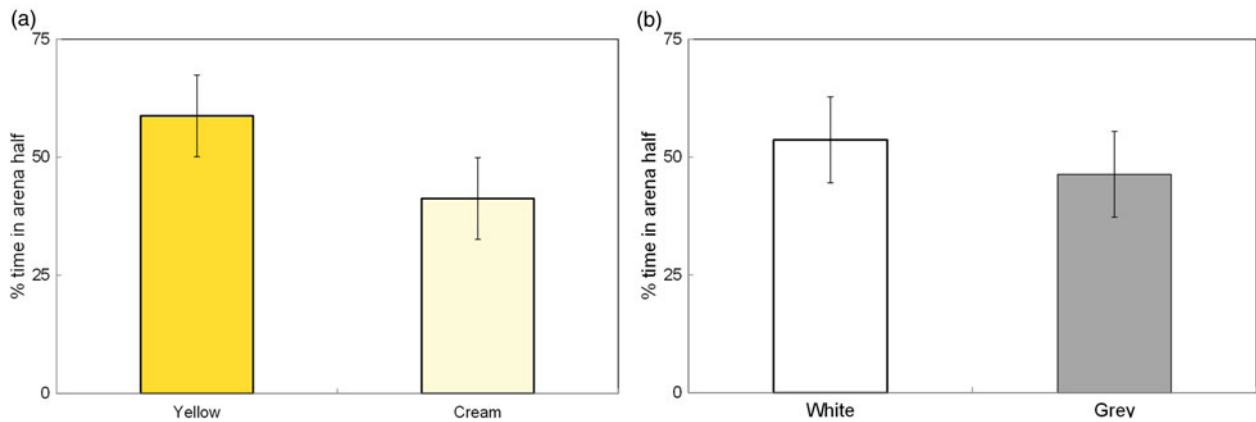 (a)
75
50
25
0
% time in arena half
Yellow
Cream
(b)
75
50
25
0
% time in arena half
White
Grey